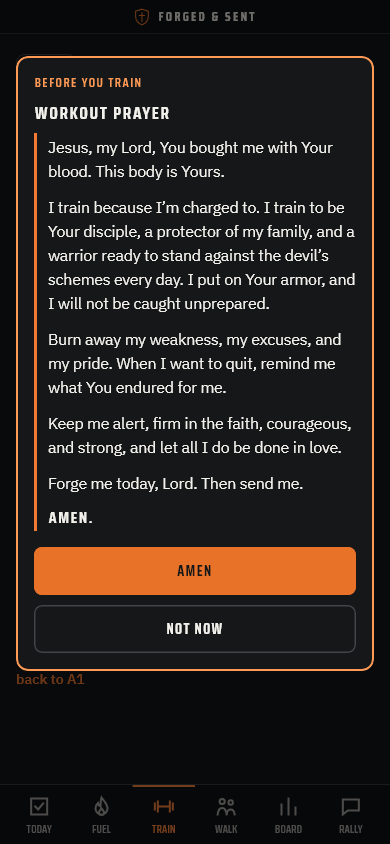 FORGED & SENT
BEFORE YOU TRAIN
WORKOUT PRAYER
Jesus, my Lord, You bought me with Your
blood. This body is Yours.
I train because I'm charged to. I train to be
Your disciple, a protector of my family, and a
warrior ready to stand against the devil's
schemes every day. I put on Your armor, and
I will not be caught unprepared.
Burn away my weakness, my excuses, and
my pride. When I want to quit, remind me
what You endured for me.
Keep me alert, firm in the faith, courageous,
and strong, and let all I do be done in love.
Forge me today, Lord. Then send me.
AMEN.
AMEN
NOT NOW
back to A1
TODAY FUEL TRAIN WALK BOARD RALLY